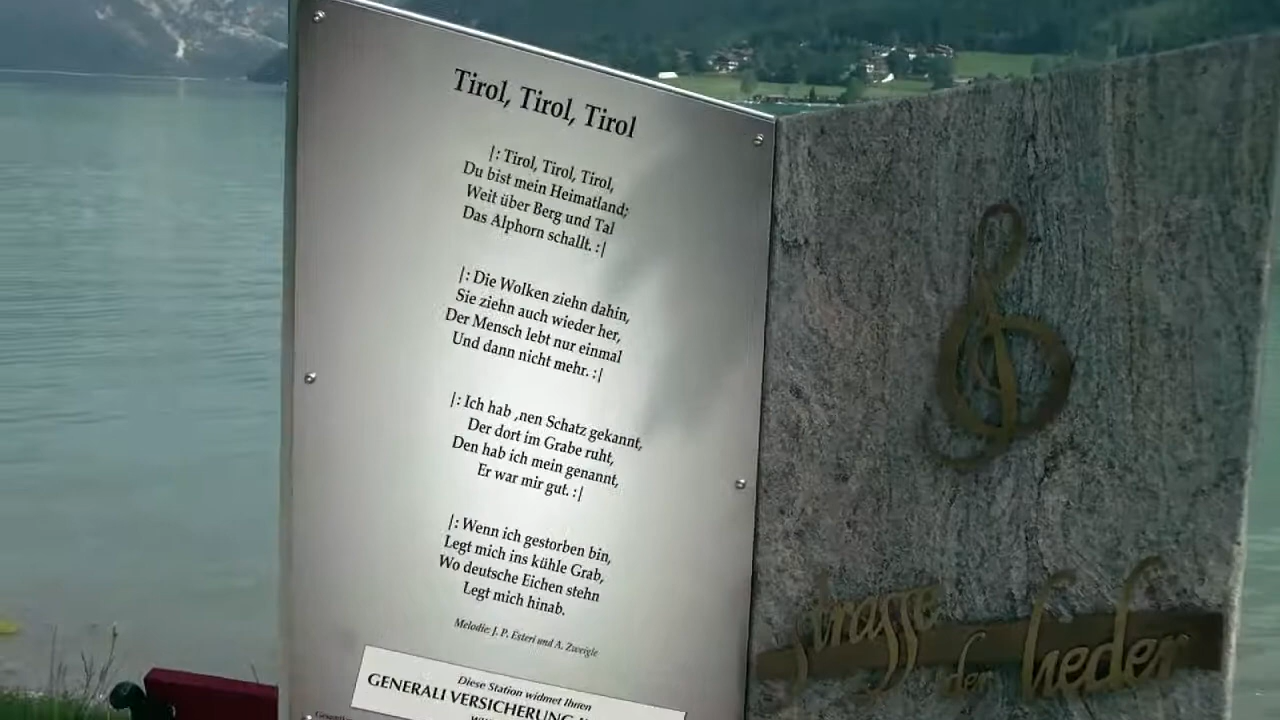 Tirol, Tirol, Tirol
|: Tirol, Tirol, Tirol,
Du bist mein Heimatland;
Weit über Berg und Tal
Das Alphorn schallt. :|
|: Die Wolken ziehn dahin,
Sie ziehn auch wieder her,
Der Mensch lebt nur einmal
Und dann nicht mehr. :|
|: Ich hab ‚nen Schatz gekannt,
Der dort im Grabe ruht,
Den hab ich mein genannt,
Er war mir gut. :|
|: Wenn ich gestorben bin,
Legt mich ins kühle Grab,
Wo deutsche Eichen stehn
Legt mich hinab.
Melodie: J. P. Esterl und A. Zweigle
Diese Station widmet Ihnen
GENERALI VERSICHERUNG
strasse
der
lieder